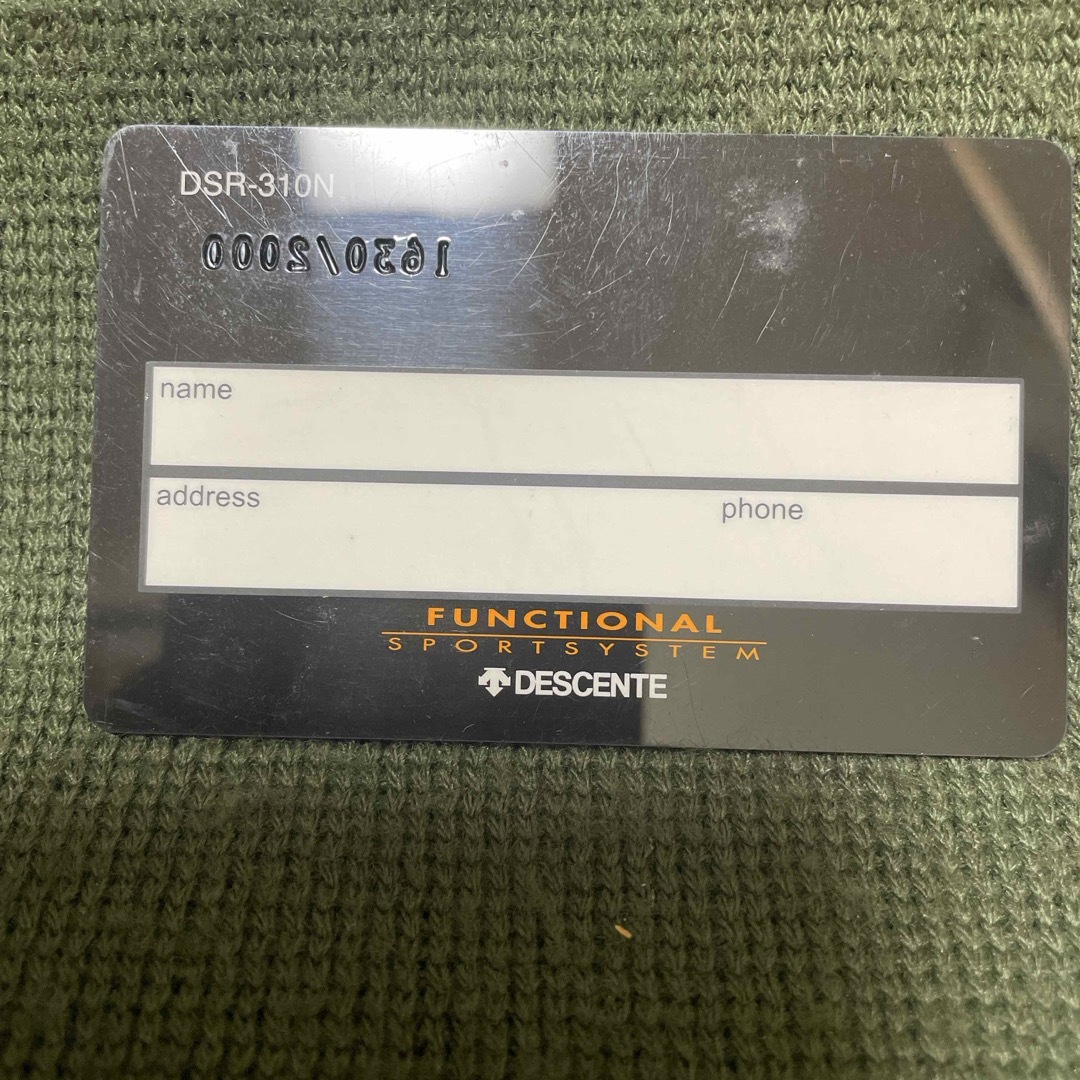 DSR-310N
1630/2000
name
address phone
FUNCTIONAL
SPORTSYSTEM
DESCENTE